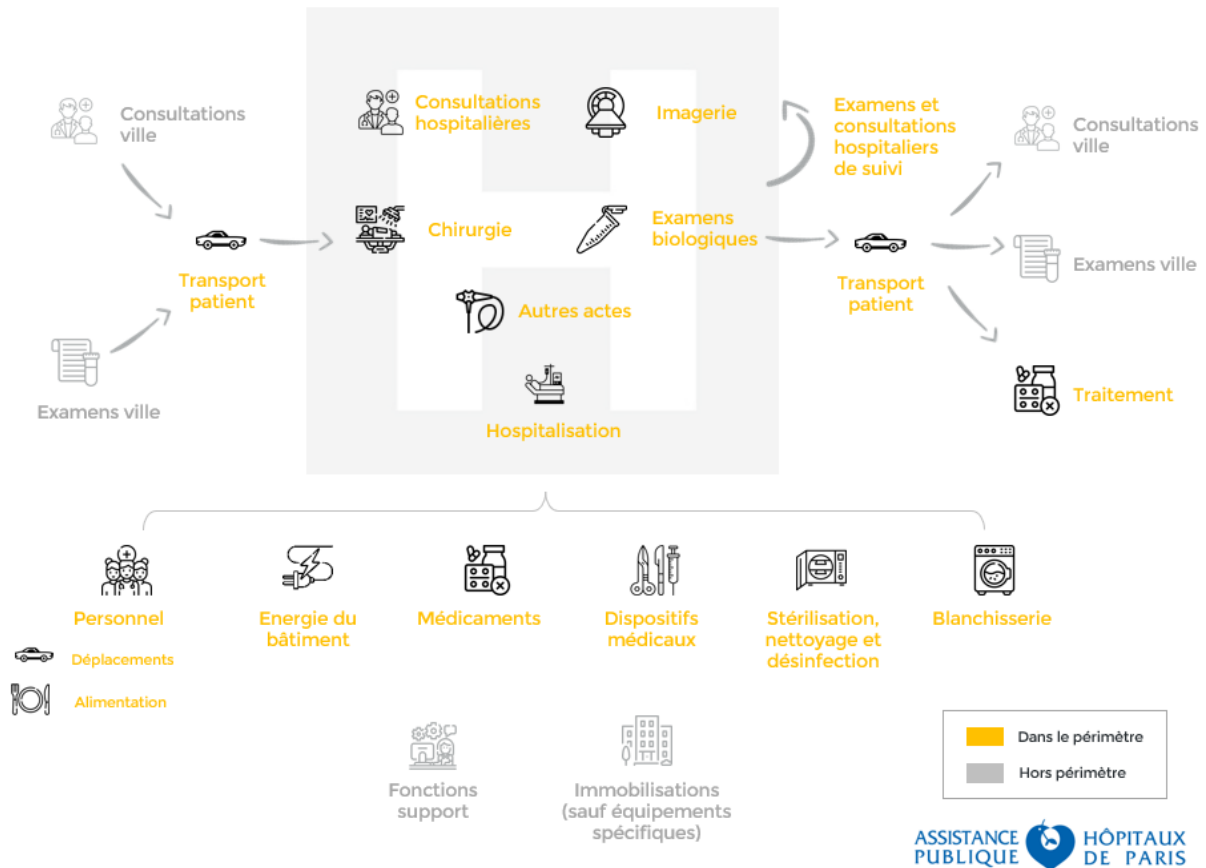 Consultations
ville
Consultations
hospitalières
Imagerie
Examens et
consultations
hospitaliers
de suivi
Consultations
ville
Chirurgie
Examens
biologiques
Transport
patient
Transport
patient
Examens ville
Autres actes
Examens ville
Traitement
Hospitalisation
Personnel
Déplacements
Alimentation
Energie du
bâtiment
Médicaments
Dispositifs
médicaux
Stérilisation,
nettoyage et
désinfection
Blanchisserie
Fonctions
support
Immobilisations
(sauf équipements
spécifiques)
Dans le périmètre
Hors périmètre
ASSISTANCE HÔPITAUX
PUBLIQUE DE PARIS